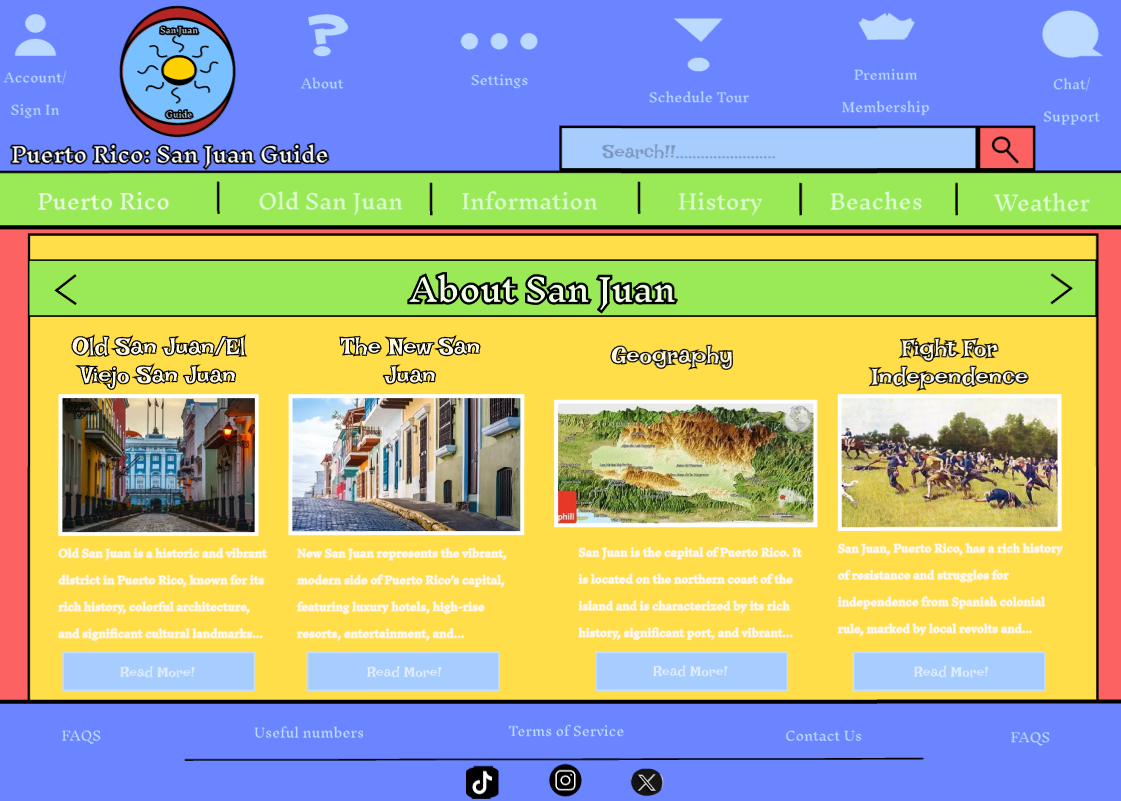 San Juan
Guide
Account/
Sign In
About
Settings
Schedule Tour
Premium
Membership
Chat/
Support
Puerto Rico: San Juan Guide
Search!!........................
Puerto Rico
Old San Juan
Information
History
Beaches
Weather
About San Juan
Old San Juan/El
Viejo San Juan
Old San Juan is a historic and vibrant
district in Puerto Rico, known for its
rich history, colorful architecture,
and significant cultural landmarks...
Read More!
The New San
Juan
New San Juan represents the vibrant,
modern side of Puerto Rico's capital,
featuring luxury hotels, high-rise
resorts, entertainment, and...
Read More!
Geography
phill
San Juan is the capital of Puerto Rico. It
is located on the northern coast of the
island and is characterized by its rich
history, significant port, and vibrant...
Read More!
Fight For
Independence
San Juan, Puerto Rico, has a rich history
of resistance and struggles for
independence from Spanish colonial
rule, marked by local revolts and...
Read More!
FAQS
Useful numbers
Terms of Service
Contact Us
FAQS